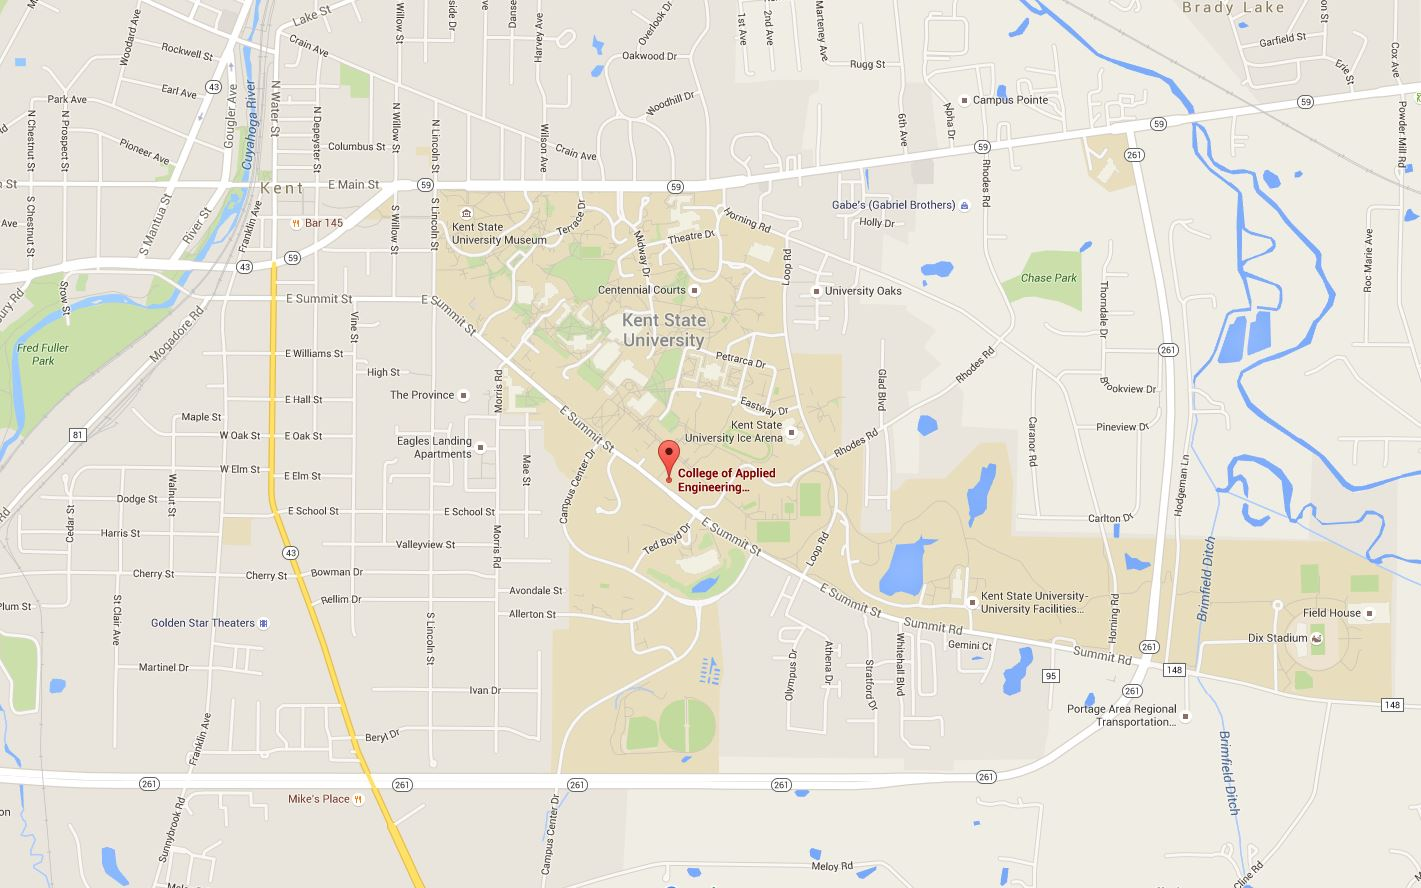 Brady Lake
Lake St
Crain Ave
Woodard Ave
Rockwell St
Willow St
Harvey Ave
Overlook Dr
Oakwood Dr
1st Ave
2nd Ave
Marteney Ave
Rugg St
Garfield St
Erie St
Cox Ave
Earl Ave
43
Park Ave
Gougler Ave
Cuyahoga River
N Water St
Woodhill Dr
Campus Pointe
59
Powder Mill Rd
N Chestnut St
N Prospect St
Pioneer Ave
N Depeyster St
N Willow St
N Lincoln St
Wilson Ave
Crain Ave
Columbus St
6th Ave
Alpha Dr
59
59
261
Rhodes Rd
Kent
E Main St
59
59
S Chestnut St
S Mantua St
River St
Franklin Ave
Bar 145
S Willow St
S Lincoln St
Kent State
University Museum
Terrace Dr
Midway Dr
Theatre Dr
Horning Rd
Loop Rd
Gabe's (Gabriel Brothers)
Holly Dr
Roc Marie Ave
43
59
Stow St
E Summit St
E Summit St
Centennial Courts
University Oaks
Chase Park
Thorndale Dr
Mogadore Rd
Vine St
Kent State
University
Fred Fuller
Park
E Williams St
High St
Petrarca Dr
Rhodes Rd
261
The Province
Morris Rd
Glad Blvd
Brookview Dr
E Hall St
Maple St
E Summit St
Eastway Dr
Kent State
University Ice Arena
Caranor Rd
Pineview Dr
81
W Oak St
E Oak St
Eagles Landing
Apartments
Rhodes Rd
W Elm St
E Elm St
Mae St
Campus Center Dr
College of Applied
Engineering...
Hodgeman Ln
Walnut St
Dodge St
Cedar St
E School St
E School St
Carlton Dr
Harris St
Morris Rd
Ted Boyd Dr
E Summit St
Loop Rd
Valleyview St
43
Brimfield Ditch
Cherry St
Cherry St
Bowman Dr
Avondale St
Plum St
St Clair Ave
Rellim Dr
Allerton St
E Summit St
Kent State University-
University Facilities...
Horning Rd
Field House
Golden Star Theaters
S Lincoln St
Summit Rd
Dix Stadium
Martinel Dr
Olympus Dr
Athena Dr
Stratford Dr
Whitehall Blvd
Gemini Ct
Summit Rd
261
148
95
Ivan Dr
261
148
Portage Area Regional
Transportation...
Franklin Ave
Beryl Dr
Brimfield Ditch
261
261
261
261
261
Mike's Place
Sunnybrook Rd
Campus Center Dr
Meloy Rd
Cline Rd